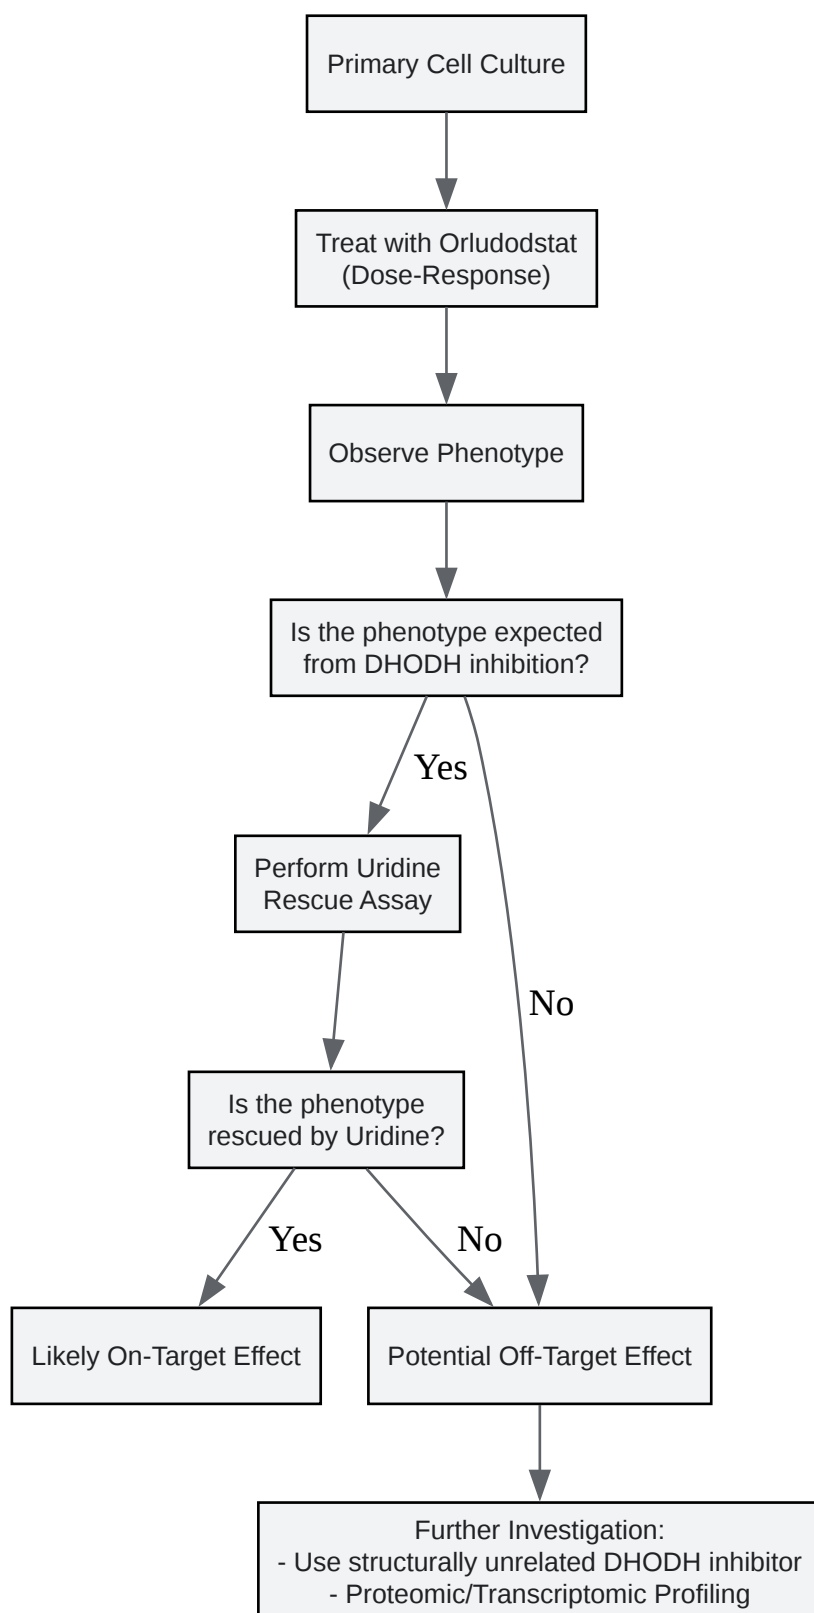 Primary Cell Culture
Treat with Orludodstat
(Dose-Response)
Observe Phenotype
Is the phenotype expected
from DHODH inhibition?
Yes
Perform Uridine
Rescue Assay
No
Is the phenotype
rescued by Uridine?
Yes
No
Likely On-Target Effect
Potential Off-Target Effect
Further Investigation:
- Use structurally unrelated DHODH inhibitor
- Proteomic/Transcriptomic Profiling